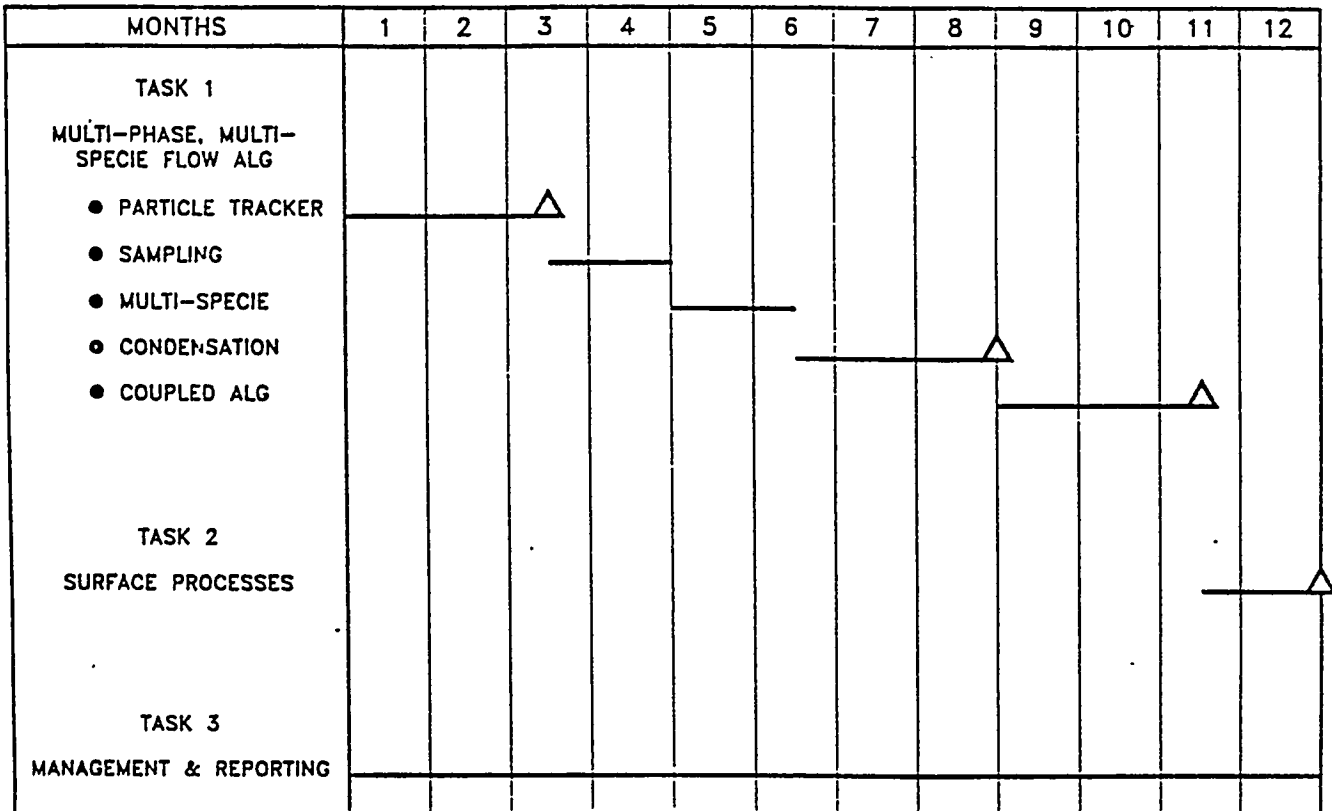 MONTHS 1 2 3 4 5 6 7 8 9 10 11 12
TASK 1
MULTI-PHASE, MULTI-
SPECIE FLOW ALG
● PARTICLE TRACKER
● SAMPLING
● MULTI-SPECIE
● CONDENSATION
● COUPLED ALG
TASK 2
SURFACE PROCESSES
TASK 3
MANAGEMENT & REPORTING